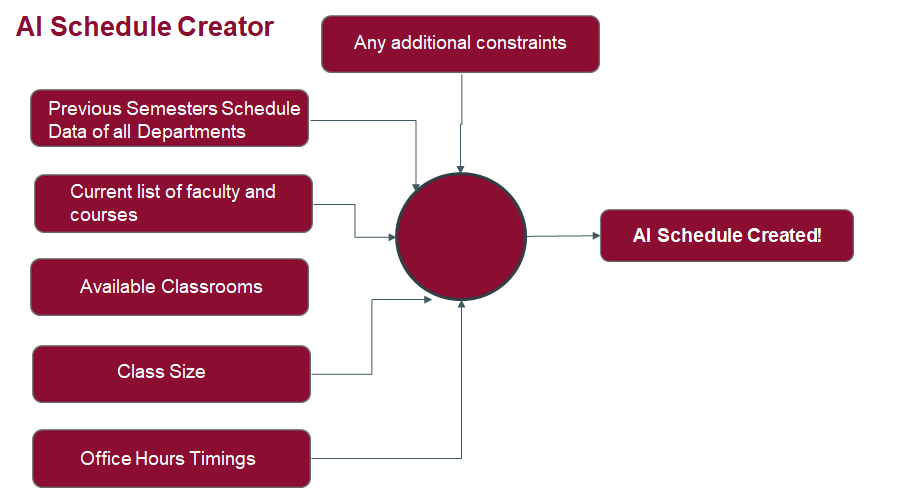 AI Schedule Creator
Any additional constraints
Previous Semesters Schedule
Data of all Departments
Current list of faculty and
courses
Available Classrooms
Class Size
Office Hours Timings
AI Schedule Created!